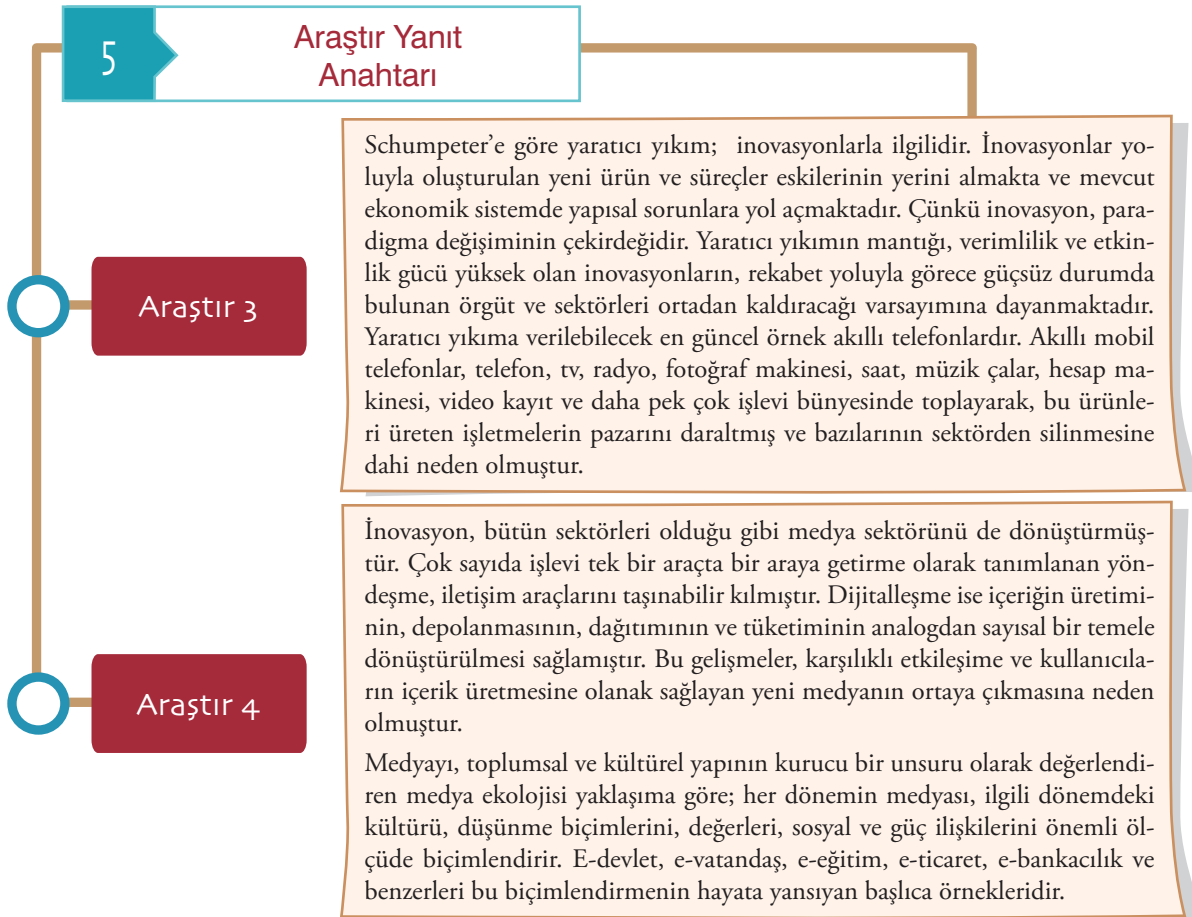 5
Araştır Yanıt
Anahtarı
Araştır 3
Schumpeter’e göre yaratıcı yıkım;  inovasyonlarla ilgilidir. İnovasyonlar yo-
luyla oluşturulan yeni ürün ve süreçler eskilerinin yerini almakta ve mevcut
ekonomik sistemde yapısal sorunlara yol açmaktadır. Çünkü inovasyon, para-
digma değişiminin çekirdeğidir. Yaratıcı yıkımın mantığı, verimlilik ve etkin-
lik gücü yüksek olan inovasyonların, rekabet yoluyla görece güçsüz durumda
bulunan örgüt ve sektörleri ortadan kaldıracağı varsayımına dayanmaktadır.
Yaratıcı yıkıma verilebilecek en güncel örnek akıllı telefonlardır. Akıllı mobil
telefonlar, telefon, tv, radyo, fotoğraf makinesi, saat, müzik çalar, hesap ma-
kinesi, video kayıt ve daha pek çok işlevi bünyesinde toplayarak, bu ürünle-
ri üreten işletmelerin pazarını daraltmış ve bazılarının sektörden silinmesine
dahi neden olmuştur.
Araştır 4
İnovasyon, bütün sektörleri olduğu gibi medya sektörünü de dönüştürmüş-
tür. Çok sayıda işlevi tek bir araçta bir araya getirme olarak tanımlanan yön-
deşme, iletişim araçlarını taşınabilir kılmıştır. Dijitalleşme ise içeriğin üretimi-
nin, depolanmasının, dağıtımının ve tüketiminin analogdan sayısal bir temele
dönüştürülmesi sağlamıştır. Bu gelişmeler, karşılıklı etkileşime ve kullanıcıla-
rın içerik üretmesine olanak sağlayan yeni medyanın ortaya çıkmasına neden
olmuştur.
Medyayı, toplumsal ve kültürel yapının kurucu bir unsuru olarak değerlendi-
ren medya ekolojisi yaklaşıma göre; her dönemin medyası, ilgili dönemdeki
kültürü, düşünme biçimlerini, değerleri, sosyal ve güç ilişkilerini önemli öl-
çüde biçimlendirir. E-devlet, e-vatandaş, e-eğitim, e-ticaret, e-bankacılık ve
benzerleri bu biçimlendirmenin hayata yansıyan başlıca örnekleridir.